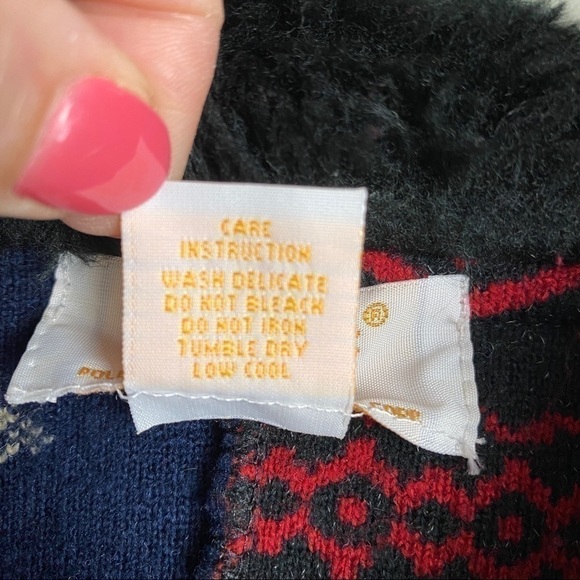 CARE
INSTRUCTION
WASH DELICATE
DO NOT BLEACH
DO NOT IRON
TUMBLE DRY
LOW COOL
®